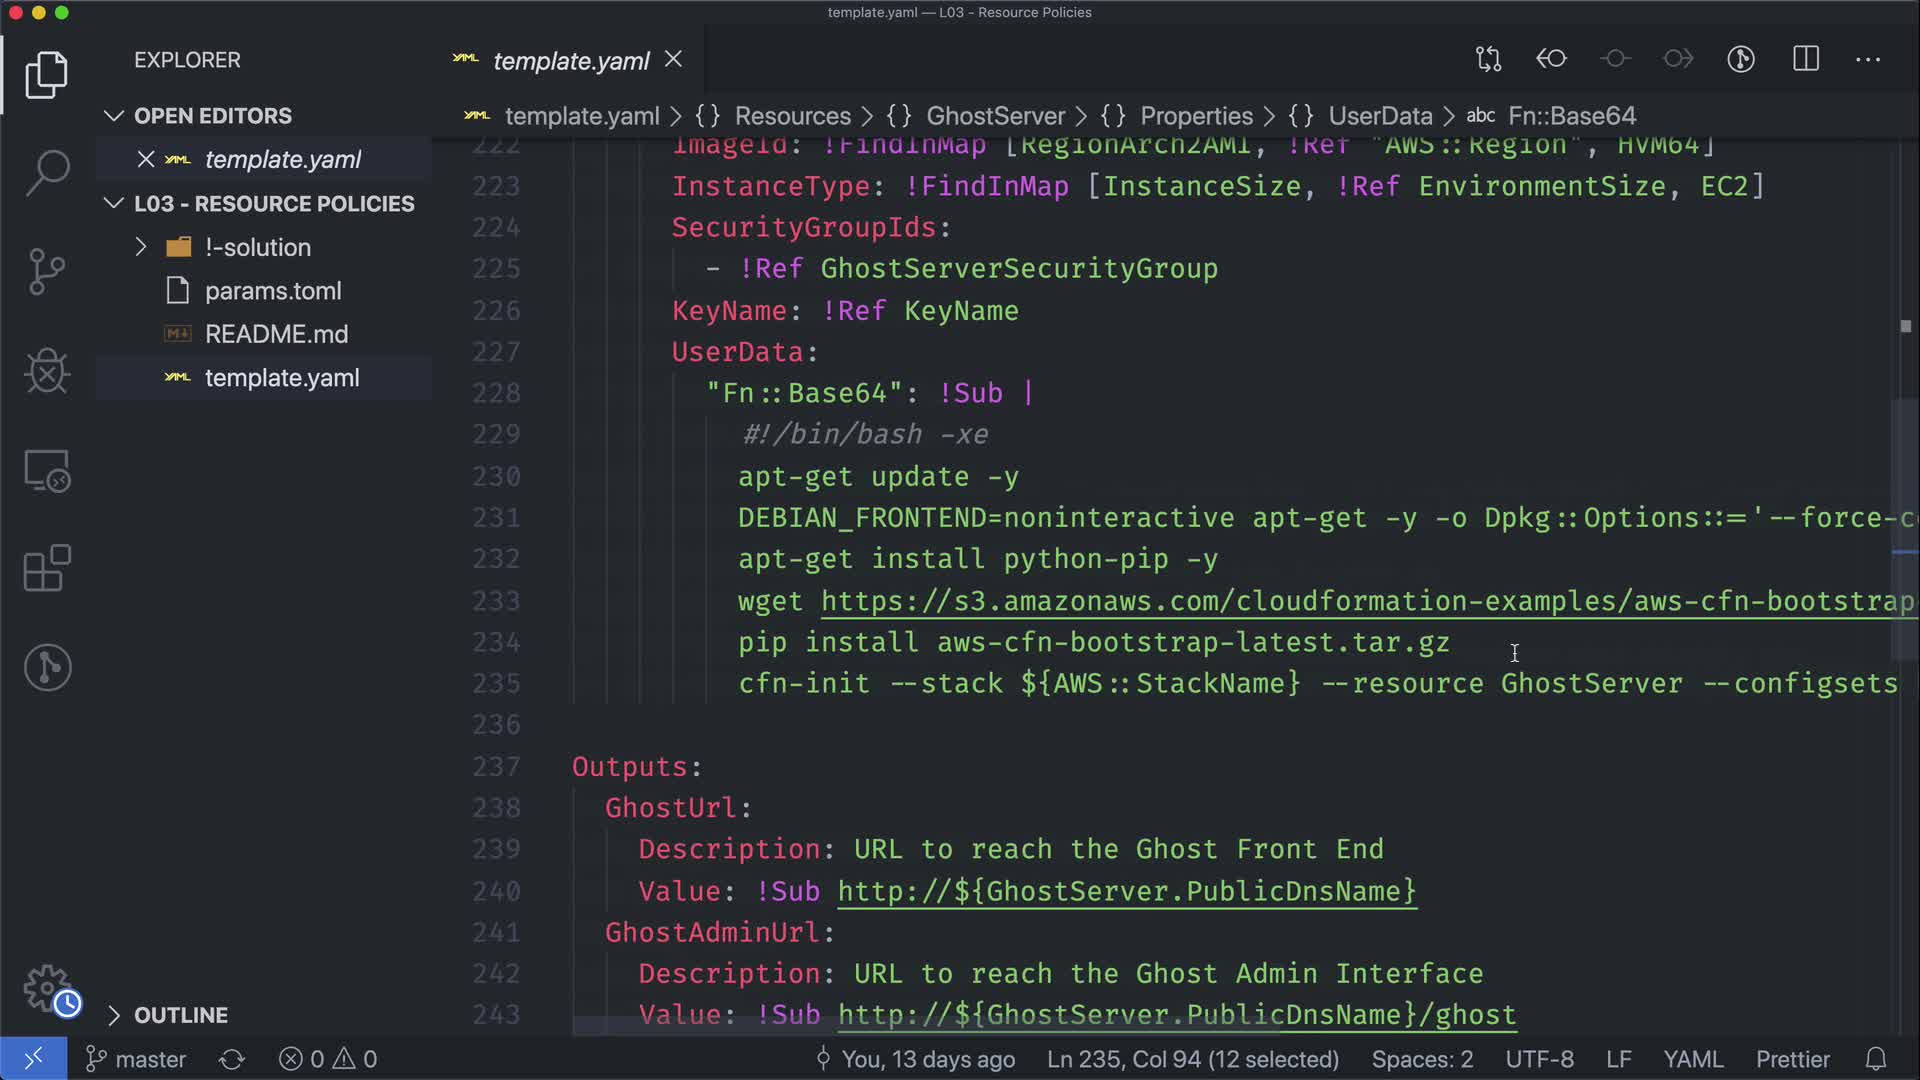 template.yaml — L03 - Resource Policies
EXPLORER
template.yaml
OPEN EDITORS
template.yaml > {} Resources > {} GhostServer > {} Properties > {} UserData > abc Fn::Base64
template.yaml
L03 - RESOURCE POLICIES
!-solution
params.toml
README.md
template.yaml
222 ImageId: !FindInMap [RegionArch2AMI, !Ref "AWS::Region", HVM64]
223 InstanceType: !FindInMap [InstanceSize, !Ref EnvironmentSize, EC2]
224 SecurityGroupIds:
225 - !Ref GhostServerSecurityGroup
226 KeyName: !Ref KeyName
227 UserData:
228 "Fn::Base64": !Sub |
229 #!/bin/bash -xe
230 apt-get update -y
231 DEBIAN_FRONTEND=noninteractive apt-get -y -o Dpkg::Options::='--force-c
232 apt-get install python-pip -y
233 wget https://s3.amazonaws.com/cloudformation-examples/aws-cfn-bootstrap
234 pip install aws-cfn-bootstrap-latest.tar.gz
235 cfn-init --stack ${AWS::StackName} --resource GhostServer --configsets
236
237 Outputs:
238 GhostUrl:
239 Description: URL to reach the Ghost Front End
240 Value: !Sub http://${GhostServer.PublicDnsName}
241 GhostAdminUrl:
242 Description: URL to reach the Ghost Admin Interface
243 Value: !Sub http://${GhostServer.PublicDnsName}/ghost
OUTLINE
master 0 0 You, 13 days ago Ln 235, Col 94 (12 selected) Spaces: 2 UTF-8 LF YAML Prettier